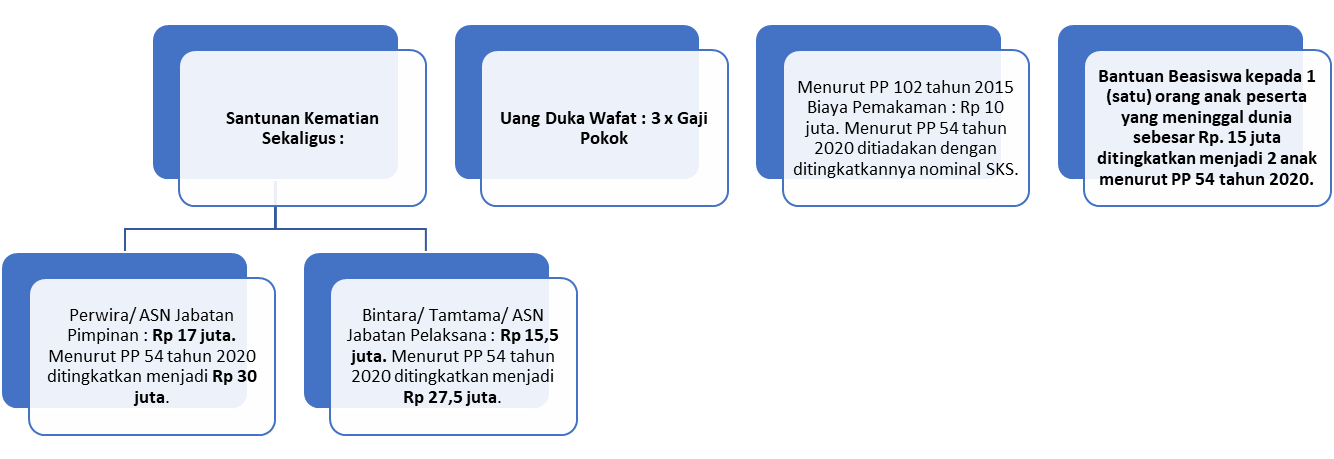 Santunan Kematian
Sekaligus :
Uang Duka Wafat : 3 x Gaji
Pokok
Menurut PP 102 tahun 2015
Biaya Pemakaman : Rp 10
juta. Menurut PP 54 tahun
2020 ditiadakan dengan
ditingkatkannya nominal SKS.
Bantuan Beasiswa kepada 1
(satu) orang anak peserta
yang meninggal dunia
sebesar Rp. 15 juta
ditingkatkan menjadi 2 anak
menurut PP 54 tahun 2020.
Perwira/ ASN Jabatan
Pimpinan : Rp 17 juta.
Menurut PP 54 tahun 2020
ditingkatkan menjadi Rp 30
juta.
Bintara/ Tamtama/ ASN
Jabatan Pelaksana : Rp 15,5
juta. Menurut PP 54 tahun
2020 ditingkatkan menjadi
Rp 27,5 juta.